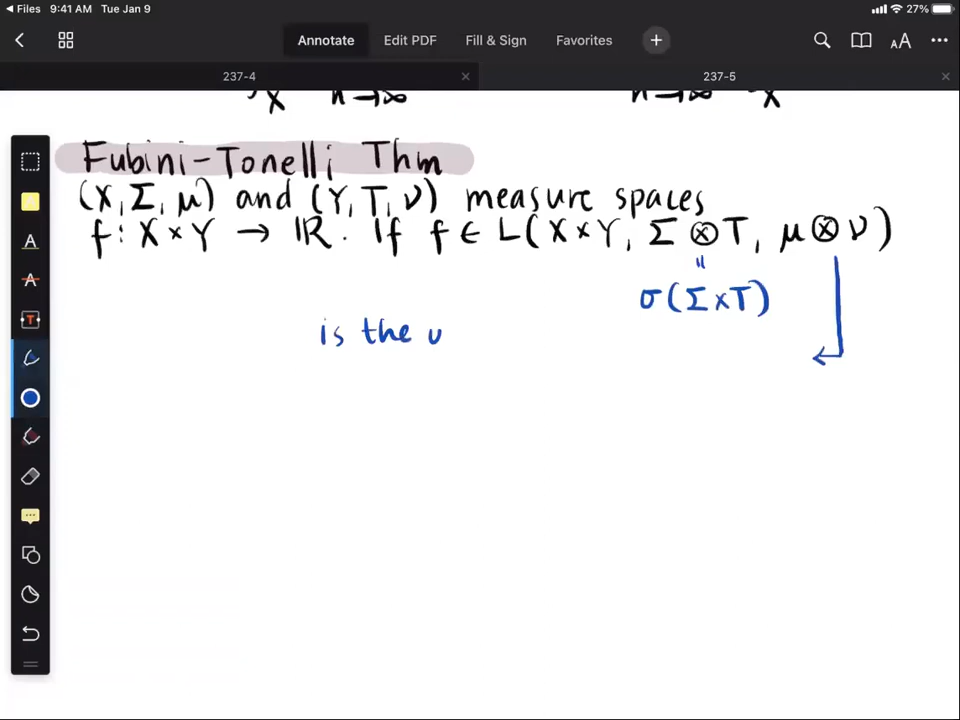 Files 9:41 AM Tue Jan 9 27%
Annotate Edit PDF Fill & Sign Favorites
237-4 237-5
X n→∞ n→∞ X
Fubini-Tonelli Thm
(X, Σ, μ) and (Y, T, ν) measure spaces
f: X×Y → ℝ. If f ∈ L(X×Y, Σ⊗T, μ⊗ν)
"
σ(Σ×T)
is the u